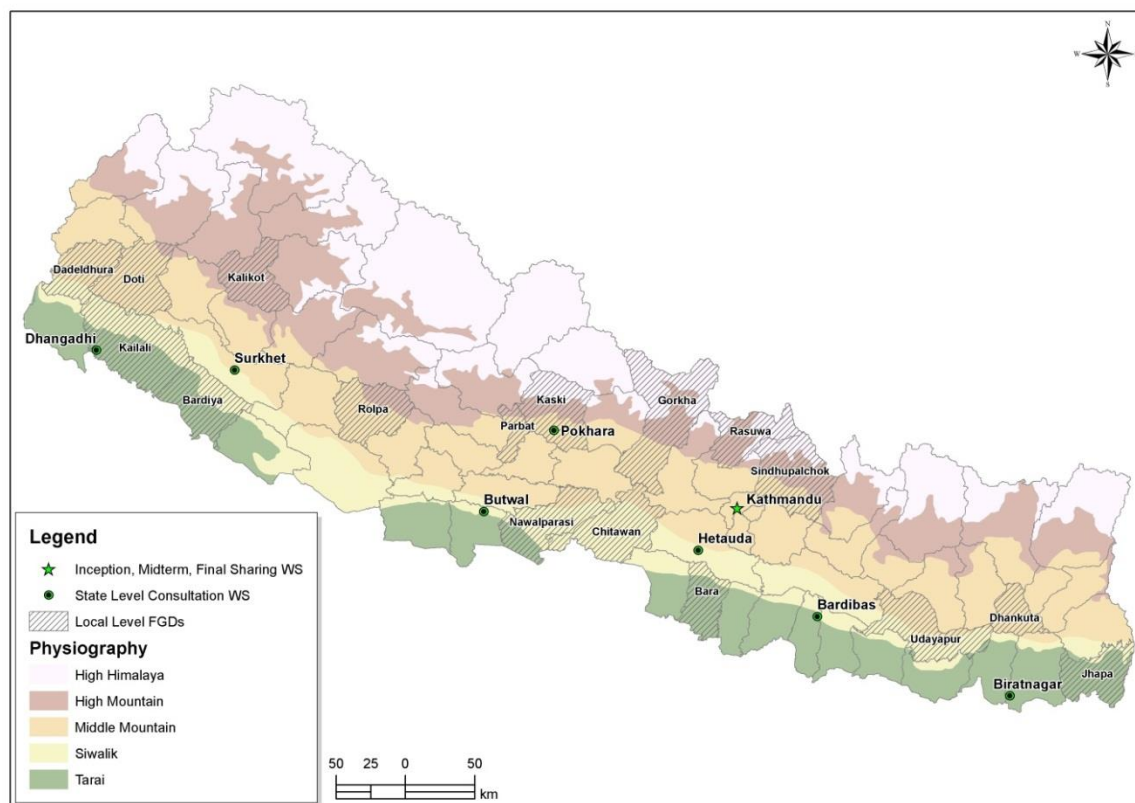 N
W
S
Dadeldhura
Doti
Kalikot
Dhangadhi
Kailali
Surkhet
Bardiya
Rolpa
Kaski
Gorkha
Parbat
Pokhara
Rasuwa
Sindhupalchok
Kathmandu
Butwal
Nawalparasi
Chitawan
Hetauda
Bara
Bardibas
Dhankuta
Udayapur
Jhapa
Biratnagar
Legend
Inception, Midterm, Final Sharing WS
State Level Consultation WS
Local Level FGDs
Physiography
High Himalaya
High Mountain
Middle Mountain
Siwalik
Tarai
50 25 0 50
km